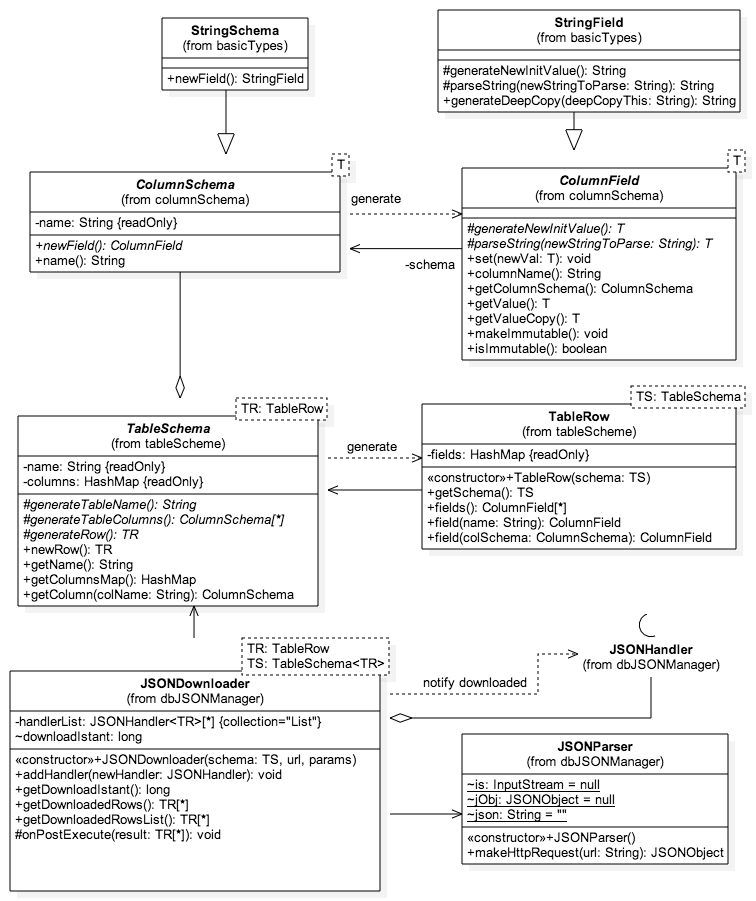 StringSchema
(from basicTypes)
+newField(): StringField
StringField
(from basicTypes)
#generateNewInitValue(): String
#parseString(newStringToParse: String): String
+generateDeepCopy(deepCopyThis: String): String
T
ColumnSchema
(from columnSchema)
-name: String {readOnly}
+newField(): ColumnField
+name(): String
generate
-schema
T
ColumnField
(from columnSchema)
#generateNewInitValue(): T
#parseString(newStringToParse: String): T
+set(newVal: T): void
+columnName(): String
+getColumnSchema(): ColumnSchema
+getValue(): T
+getValueCopy(): T
+makeImmutable(): void
+isImmutable(): boolean
TR: TableRow
TableSchema
(from tableScheme)
-name: String {readOnly}
-columns: HashMap {readOnly}
#generateTableName(): String
#generateTableColumns(): ColumnSchema[*]
#generateRow(): TR
+newRow(): TR
+getName(): String
+getColumnsMap(): HashMap
+getColumn(colName: String): ColumnSchema
generate
TS: TableSchema
TableRow
(from tableScheme)
-fields: HashMap {readOnly}
«constructor»+TableRow(schema: TS)
+getSchema(): TS
+fields(): ColumnField[*]
+field(name: String): ColumnField
+field(colSchema: ColumnSchema): ColumnField
TR: TableRow
TS: TableSchema<TR>
JSONDownloader
(from dbJSONManager)
-handlerList: JSONHandler<TR>[*] {collection="List"}
~downloadIstant: long
«constructor»+JSONDownloader(schema: TS, url, params)
+addHandler(newHandler: JSONHandler): void
+getDownloadIstant(): long
+getDownloadedRows(): TR[*]
+getDownloadedRowsList(): TR[*]
#onPostExecute(result: TR[*]): void
notify downloaded
JSONHandler
(from dbJSONManager)
JSONParser
(from dbJSONManager)
~is: InputStream = null
~jObj: JSONObject = null
~json: String = ""
«constructor»+JSONParser()
+makeHttpRequest(url: String): JSONObject